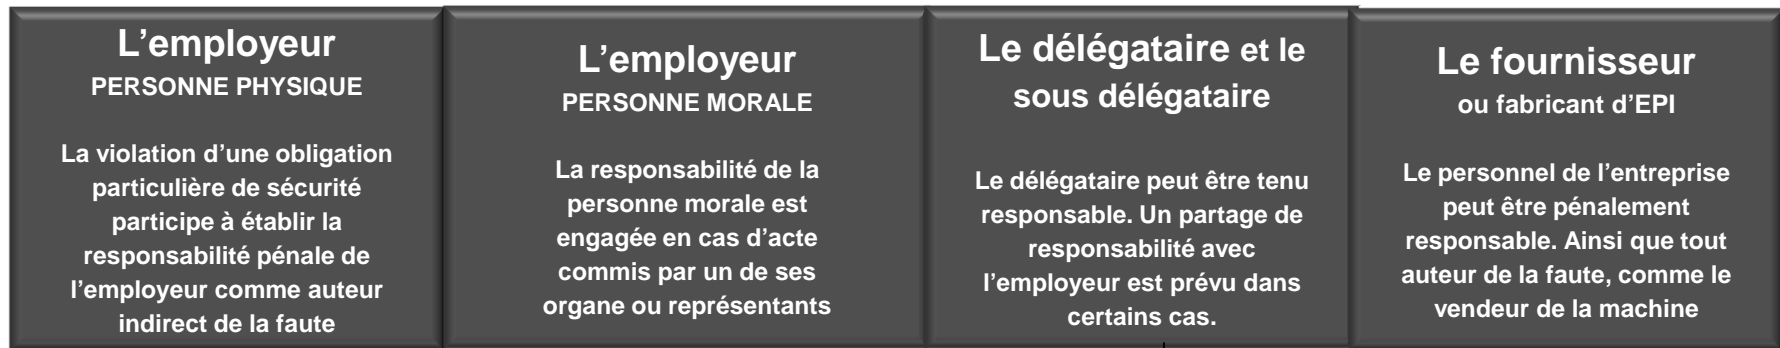 L’employeur
PERSONNE PHYSIQUE
La violation d’une obligation
particulière de sécurité
participe à établir la
responsabilité pénale de
l’employeur comme auteur
indirect de la faute
L’employeur
PERSONNE MORALE
La responsabilité de la
personne morale est
engagée en cas d’acte
commis par un de ses
organe ou représentants
Le délégataire et le
sous délégataire
Le délégataire peut être tenu
responsable. Un partage de
responsabilité avec
l’employeur est prévu dans
certains cas.
Le fournisseur
ou fabricant d’EPI
Le personnel de l’entreprise
peut être pénalement
responsable. Ainsi que tout
auteur de la faute, comme le
vendeur de la machine